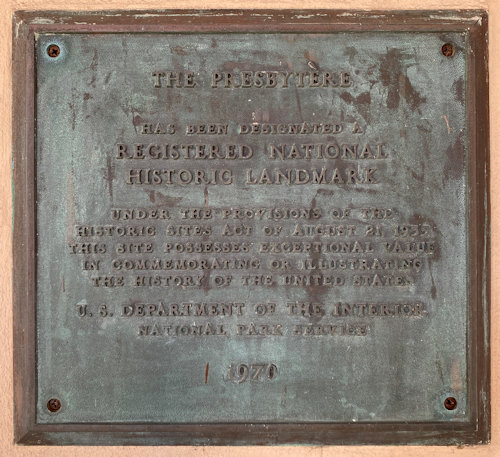 THE PRESBYTERE
HAS BEEN DESIGNATED A
REGISTERED NATIONAL
HISTORIC LANDMARK
UNDER THE PROVISIONS OF THE
HISTORIC SITES ACT OF AUGUST 21, 1935
THIS SITE POSSESSES EXCEPTIONAL VALUE
IN COMMEMORATING OR ILLUSTRATING
THE HISTORY OF THE UNITED STATES.
U. S. DEPARTMENT OF THE INTERIOR
NATIONAL PARK SERVICE
1970